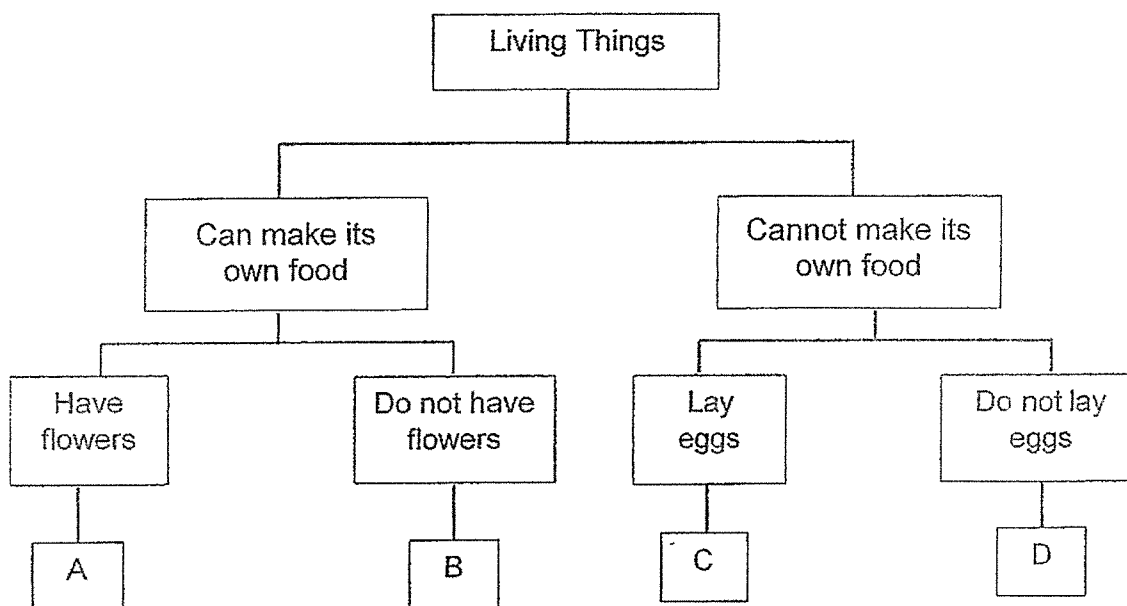 Living Things
Can make its
own food
Cannot make its
own food
Have
flowers
Do not have
flowers
Lay
eggs
Do not lay
eggs
A
B
C
D